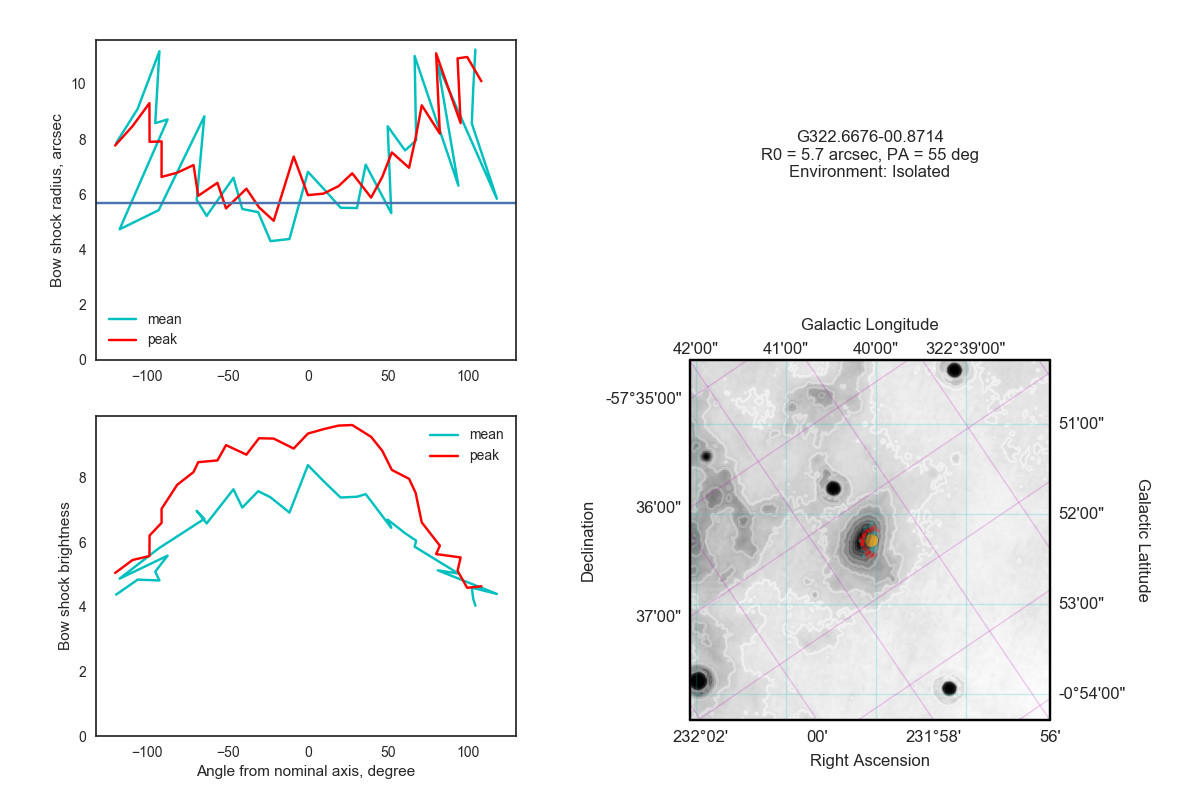 10
8
6
4
2
0
Bow shock radius, arcsec
mean
peak
−100
−50
0
50
100
G322.6676-00.8714
R0 = 5.7 arcsec, PA = 55 deg
Environment: Isolated
8
6
4
2
0
Bow shock brightness
mean
peak
−100
−50
0
50
100
Angle from nominal axis, degree
Galactic Longitude
42'00"
41'00"
40'00"
322°39'00"
-57°35'00"
36'00"
37'00"
Declination
51'00"
52'00"
53'00"
-0°54'00"
Galactic Latitude
232°02'
00'
231°58'
56'
Right Ascension